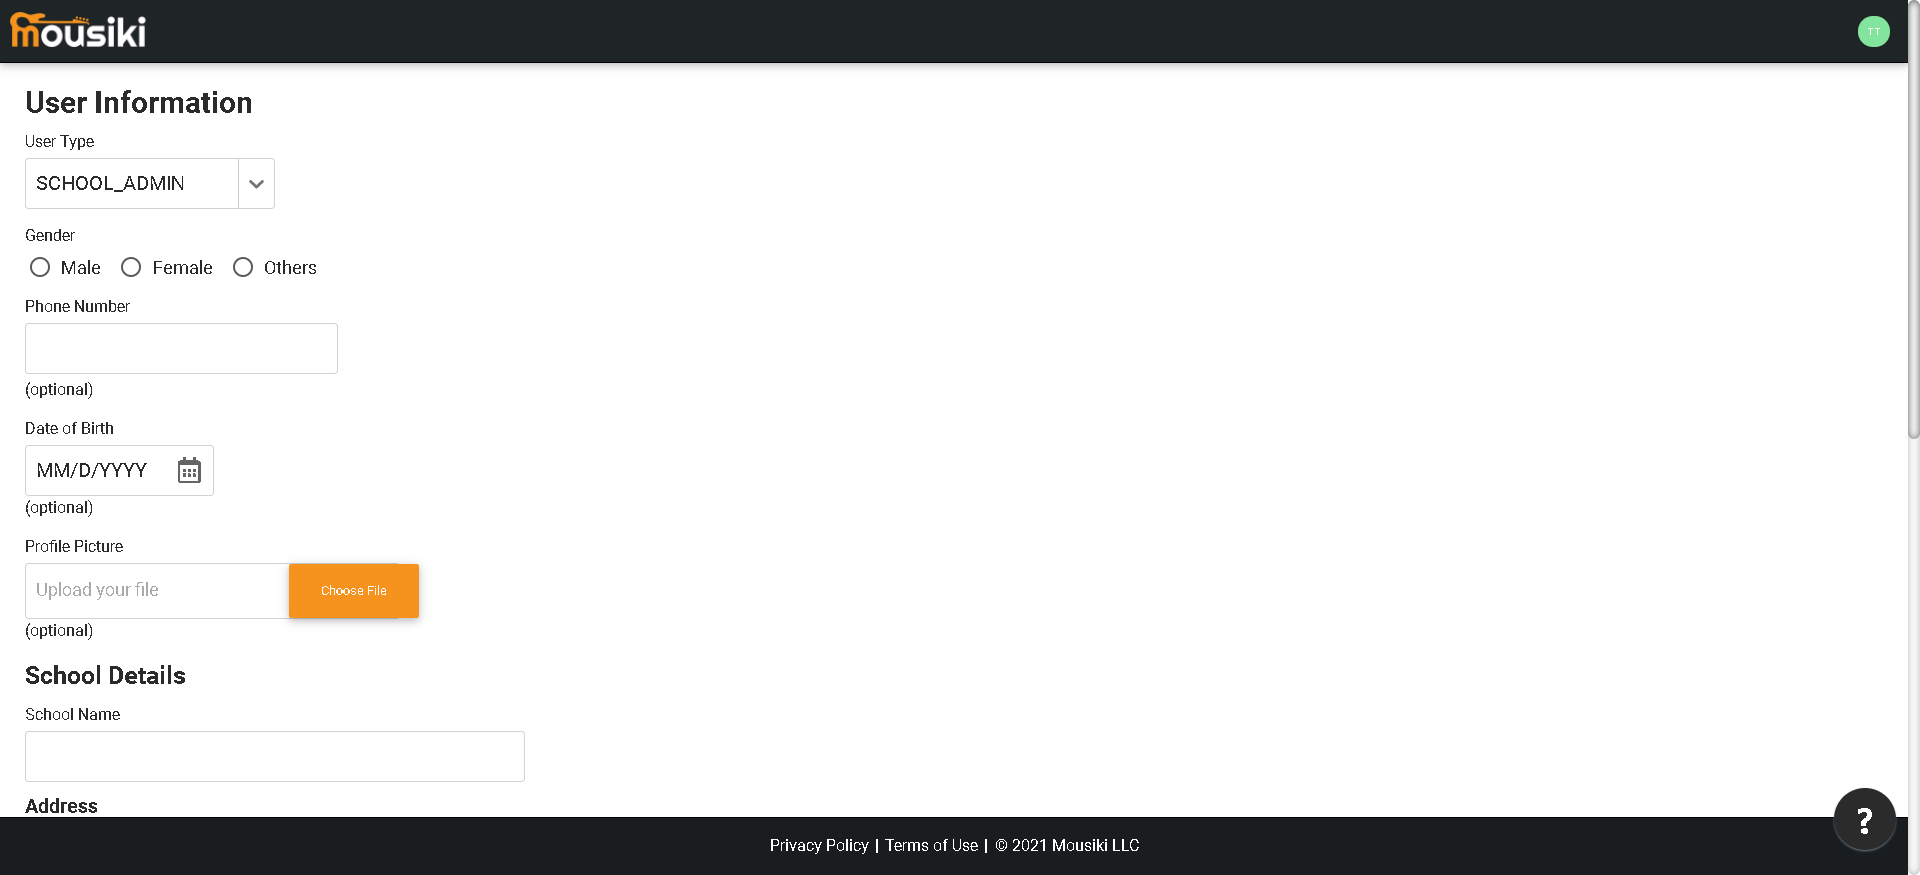 mousiki
TT
User Information
User Type
SCHOOL_ADMIN
Gender
Male Female Others
Phone Number
(optional)
Date of Birth
MM/D/YYYY
(optional)
Profile Picture
Upload your file Choose File
(optional)
School Details
School Name
Address
?
Privacy Policy | Terms of Use | © 2021 Mousiki LLC